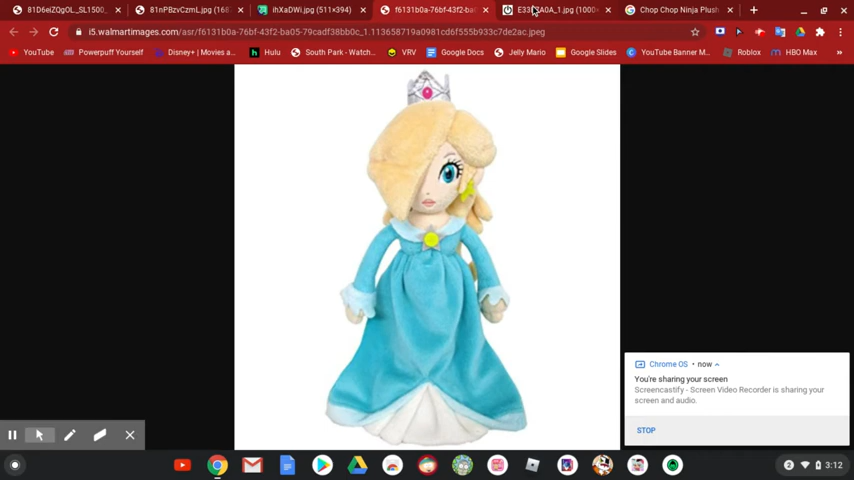 81D6eiZQgOL_SL1500_
81nPBzvCzmL.jpg (168
ihXaDWi.jpg (511×394)
f6131b0a-76bf-43f2-ba
Chop Chop Ninja Plush
i5.walmartimages.com/asr/f6131b0a-76bf-43f2-ba05-79cadf38bb0c_1.113658719a0981cd6f555b933c7de2ac.jpeg
YouTube
Powerpuff Yourself
Disney+ | Movies a...
Hulu
South Park - Watch...
VRV
Google Docs
Jelly Mario
Google Slides
YouTube Banner M...
Roblox
HBO Max
»
Chrome OS • now
You're sharing your screen
Screencastify - Screen Video Recorder is sharing your
screen and audio.
STOP
2
3:12